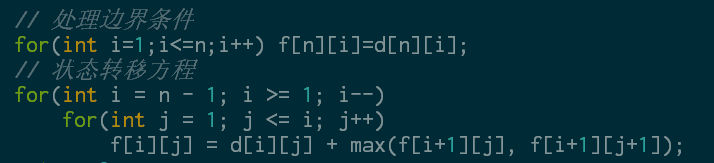 // 处理边界条件
for(int i=1;i<=n;i++) f[n][i]=d[n][i];
// 状态转移方程
for(int i = n - 1; i >= 1; i--)
    for(int j = 1; j <= i; j++)
        f[i][j] = d[i][j] + max(f[i+1][j], f[i+1][j+1]);